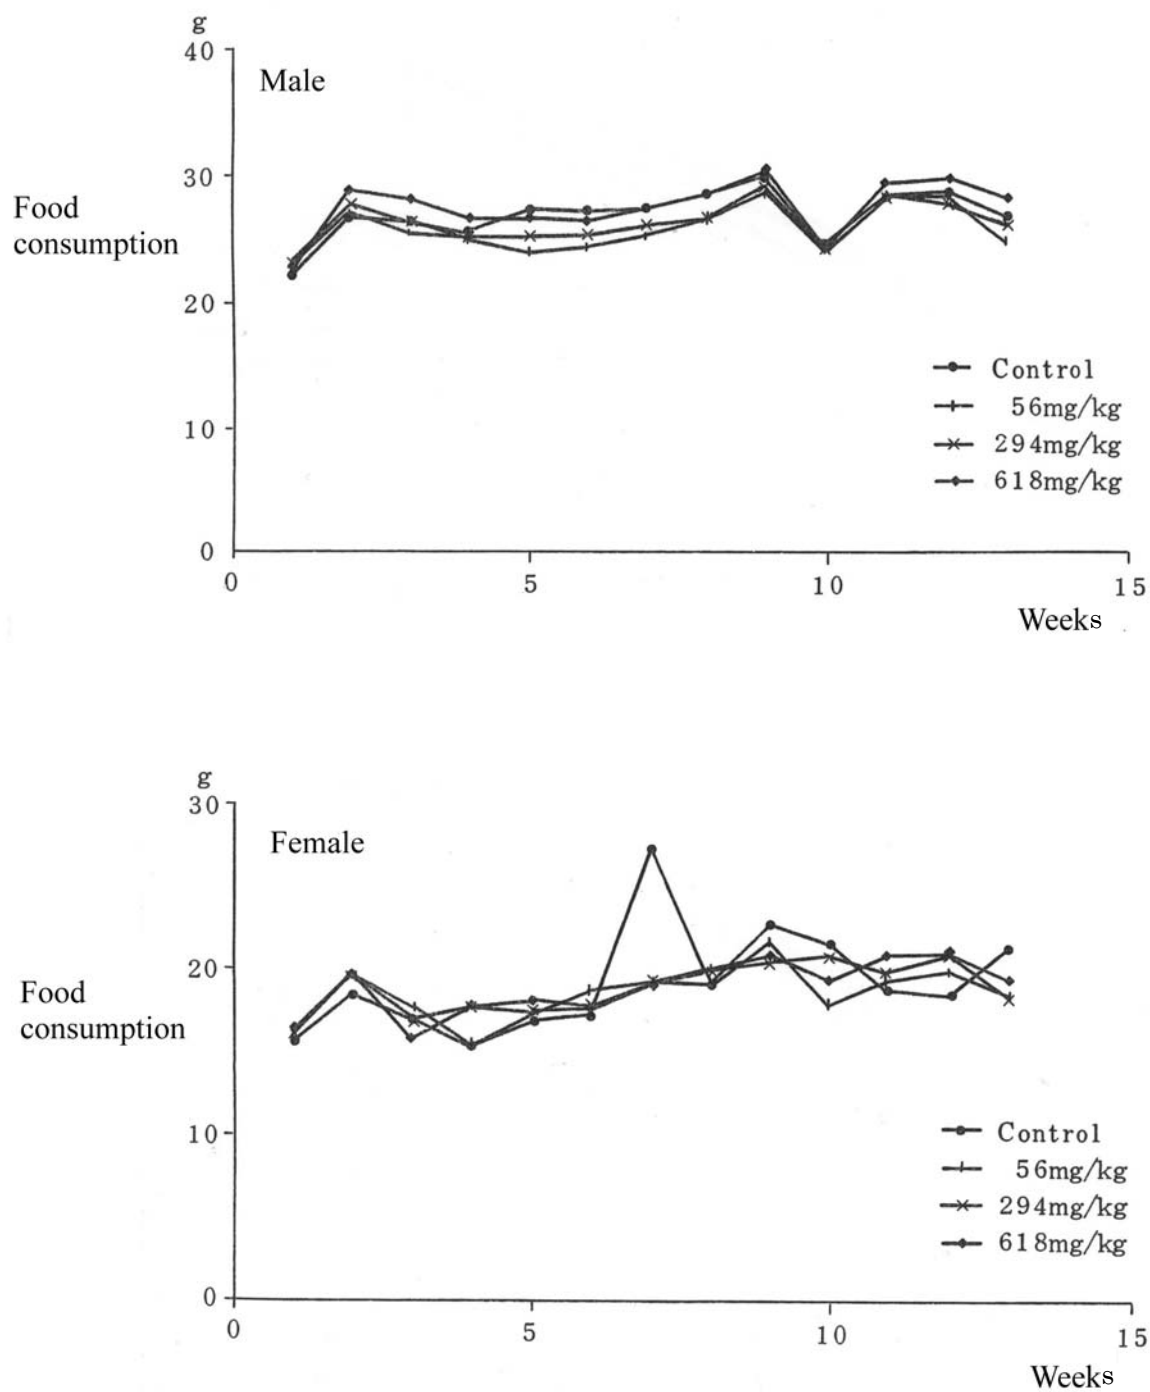 g
40
Male
30
Food
consumption
20
Control
56mg/kg
10
294mg/kg
618mg/kg
0
0 5 10 15
Weeks
g
30
Female
20
Food
consumption
10
Control
56mg/kg
294mg/kg
618mg/kg
0
0 5 10 15
Weeks